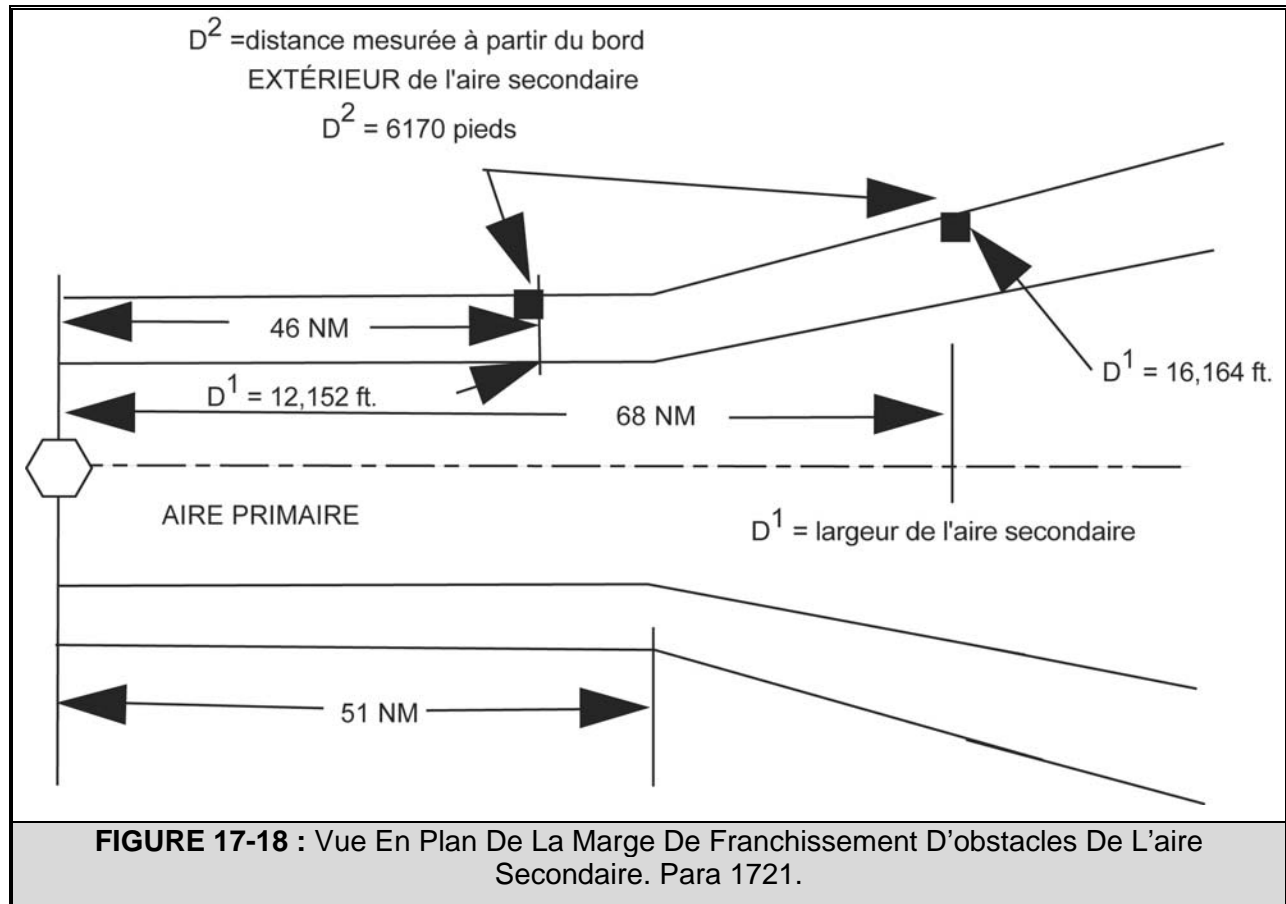 D2 =distance mesurée à partir du bord
EXTÉRIEUR de l'aire secondaire
D2 = 6170 pieds
46 NM
D1 = 12,152 ft.
D1 = 16,164 ft.
68 NM
AIRE PRIMAIRE
D1 = largeur de l'aire secondaire
51 NM
FIGURE 17-18 : Vue En Plan De La Marge De Franchissement D’obstacles De L’aire
Secondaire. Para 1721.